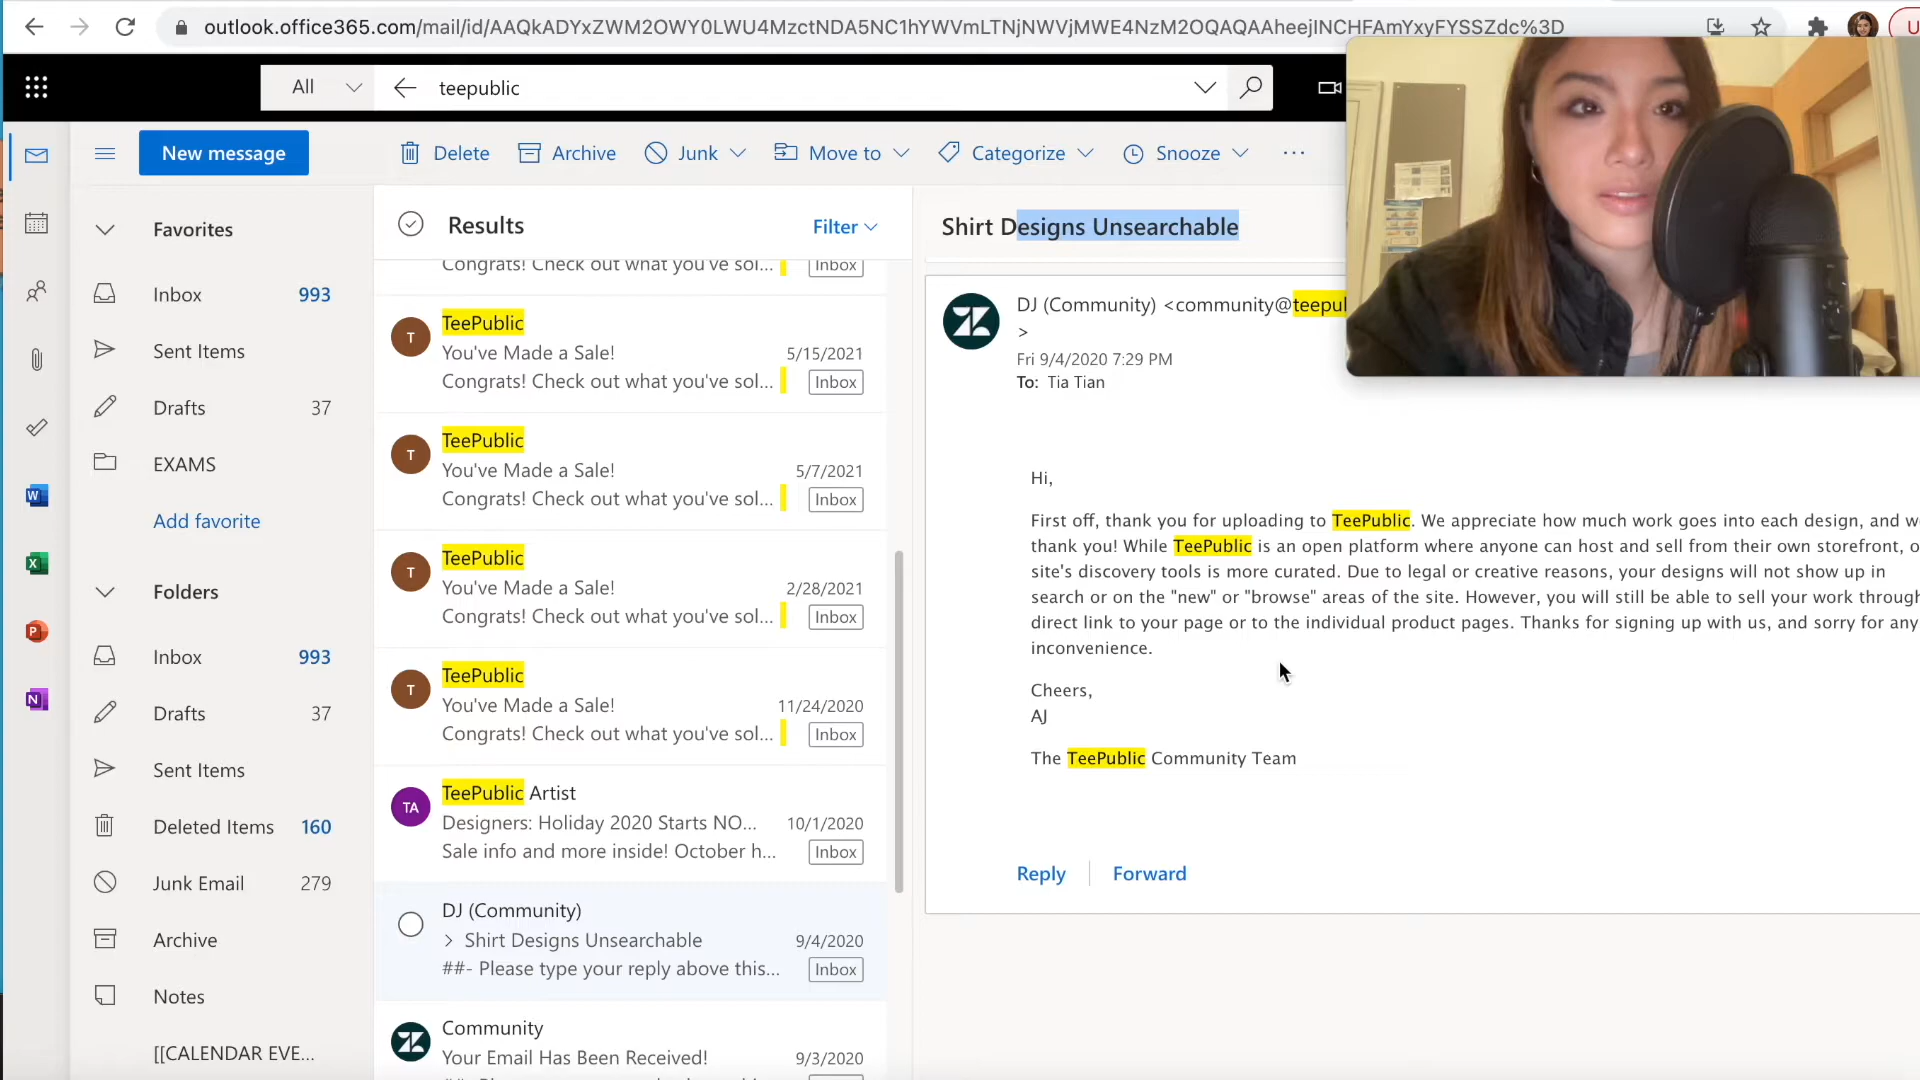 outlook.office365.com/mail/id/AAQkADYxZWM2OWY0LWU4MzctNDA5NC1hYWVmLTNjNWVjMWE4NzM2OQAQAAheejlNCHFAmYxyFYSSZdc%3D
All
teepublic
New message
Delete
Archive
Junk
Move to
Categorize
Snooze
Favorites
Inbox 993
Sent Items
Drafts 37
EXAMS
Add favorite
Folders
Inbox 993
Drafts 37
Sent Items
Deleted Items 160
Junk Email 279
Archive
Notes
[[CALENDAR EVE...
Results
Filter
Congrats! Check out what you've sol... Inbox
T
TeePublic
You've Made a Sale! 5/15/2021
Congrats! Check out what you've sol... Inbox
T
TeePublic
You've Made a Sale! 5/7/2021
Congrats! Check out what you've sol... Inbox
T
TeePublic
You've Made a Sale! 2/28/2021
Congrats! Check out what you've sol... Inbox
T
TeePublic
You've Made a Sale! 11/24/2020
Congrats! Check out what you've sol... Inbox
TA
TeePublic Artist
Designers: Holiday 2020 Starts NO... 10/1/2020
Sale info and more inside! October h... Inbox
DJ (Community)
> Shirt Designs Unsearchable 9/4/2020
##- Please type your reply above this... Inbox
Community
Your Email Has Been Received! 9/3/2020
Shirt Designs Unsearchable
DJ (Community) <community@teepul
>
Fri 9/4/2020 7:29 PM
To: Tia Tian
Hi,
First off, thank you for uploading to TeePublic. We appreciate how much work goes into each design, and w
thank you! While TeePublic is an open platform where anyone can host and sell from their own storefront, o
site's discovery tools is more curated. Due to legal or creative reasons, your designs will not show up in
search or on the "new" or "browse" areas of the site. However, you will still be able to sell your work through
direct link to your page or to the individual product pages. Thanks for signing up with us, and sorry for any
inconvenience.
Cheers,
AJ
The TeePublic Community Team
Reply
Forward